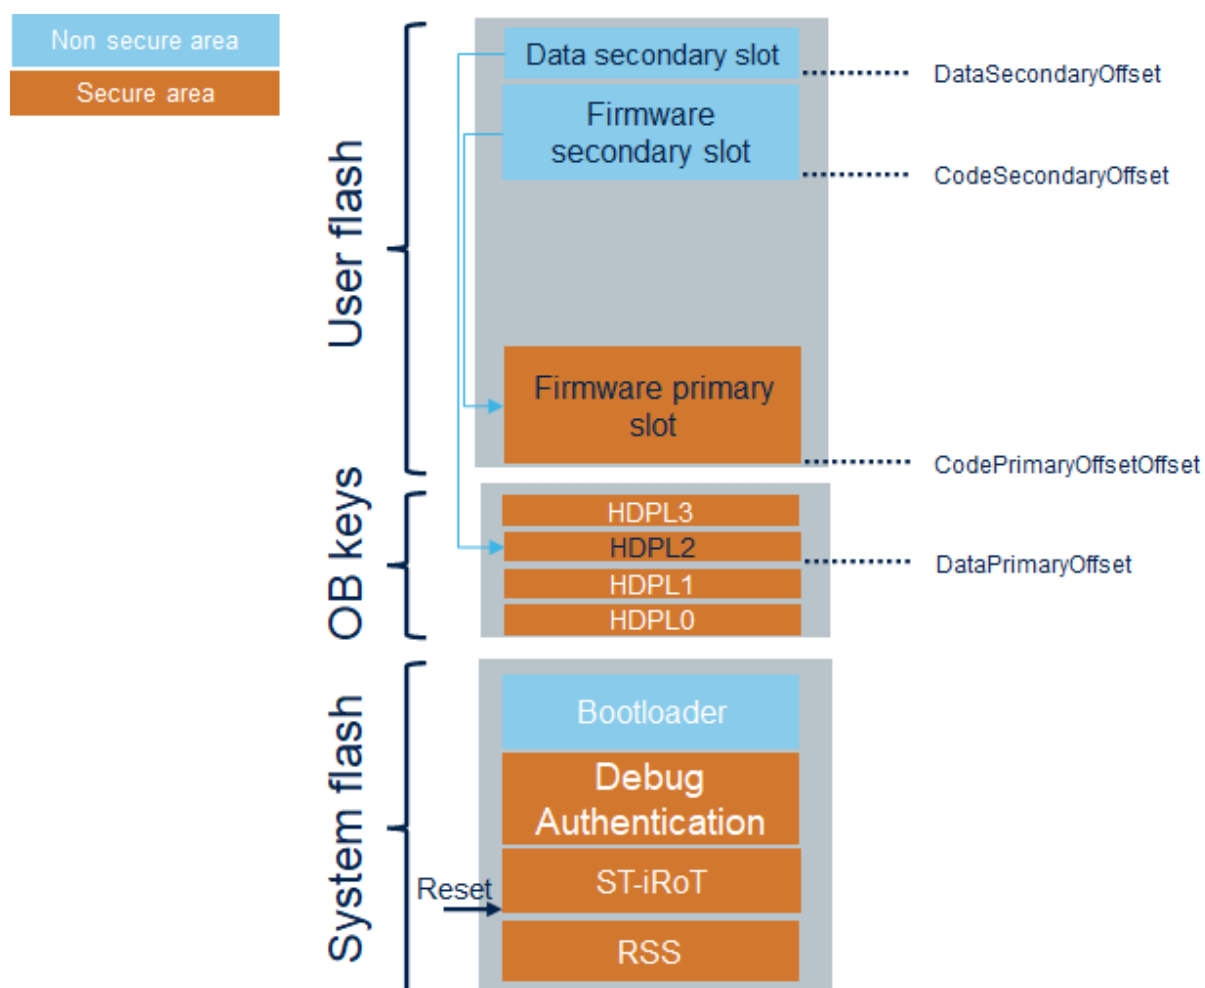 Non secure area
Secure area
User flash
Data secondary slot
DataSecondaryOffset
Firmware
secondary slot
CodeSecondaryOffset
Firmware primary
slot
CodePrimaryOffsetOffset
OB keys
HDPL3
HDPL2
DataPrimaryOffset
HDPL1
HDPL0
System flash
Bootloader
Debug
Authentication
Reset
ST-iRoT
RSS